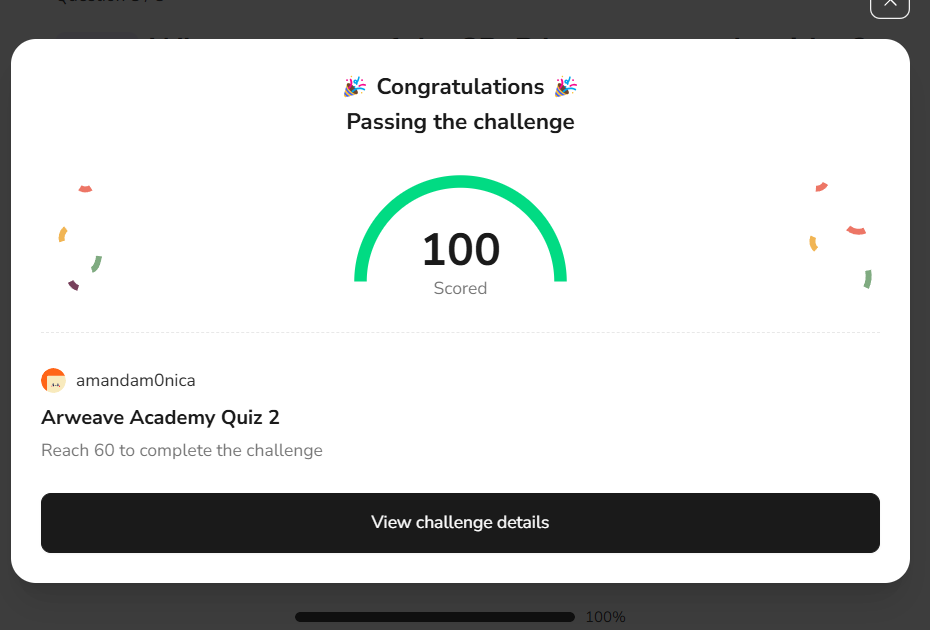 🎉 Congratulations 🎉
Passing the challenge
100
Scored
amandam0nica
Arweave Academy Quiz 2
Reach 60 to complete the challenge
View challenge details
100%